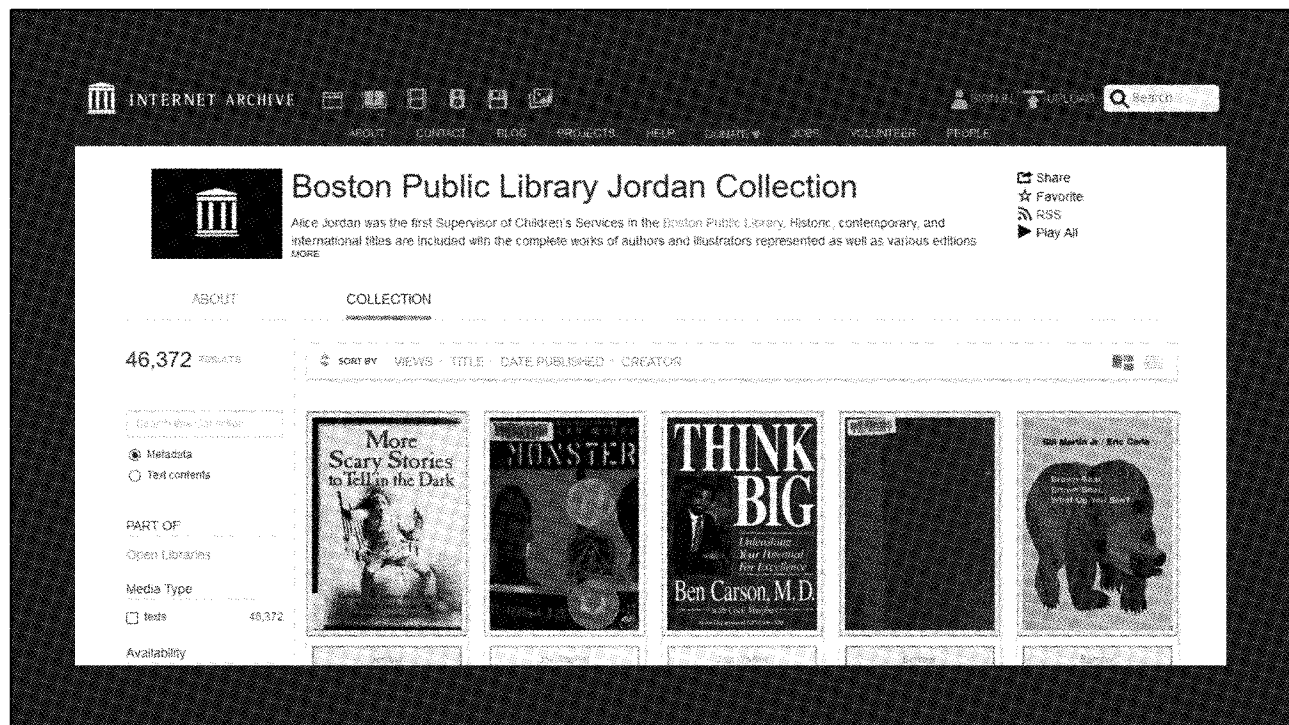 INTERNET ARCHIVE
SIGN IN UPLOAD Search
ABOUT CONTACT BLOG PROJECTS HELP DONATE JOBS VOLUNTEER PEOPLE
Boston Public Library Jordan Collection
Alice Jordan was the first Supervisor of Children's Services in the Boston Public Library. Historic, contemporary, and
international titles are included with the complete works of authors and illustrators represented as well as various editions
MORE
Share
Favorite
RSS
Play All
ABOUT COLLECTION
46,372 RESULTS
SORT BY VIEWS · TITLE · DATE PUBLISHED · CREATOR
Search this Collection
Metadata
Text contents
PART OF
Open Libraries
Media Type
texts 46,372
Availability
More
Scary Stories
to Tell in the Dark
MONSTER
THINK
BIG
Unleashing
Your Potential
For Excellence
Ben Carson, M.D.
Bill Martin Jr / Eric Carle
Brown Bear,
Brown Bear,
What Do You See?